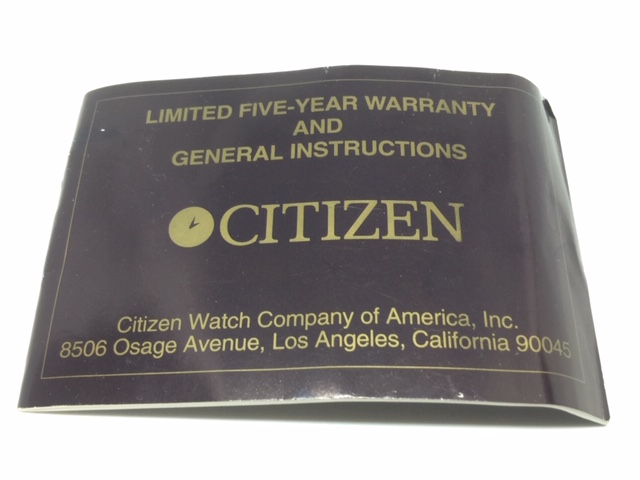 LIMITED FIVE-YEAR WARRANTY
AND
GENERAL INSTRUCTIONS
CITIZEN
Citizen Watch Company of America, Inc.
8506 Osage Avenue, Los Angeles, California 90045